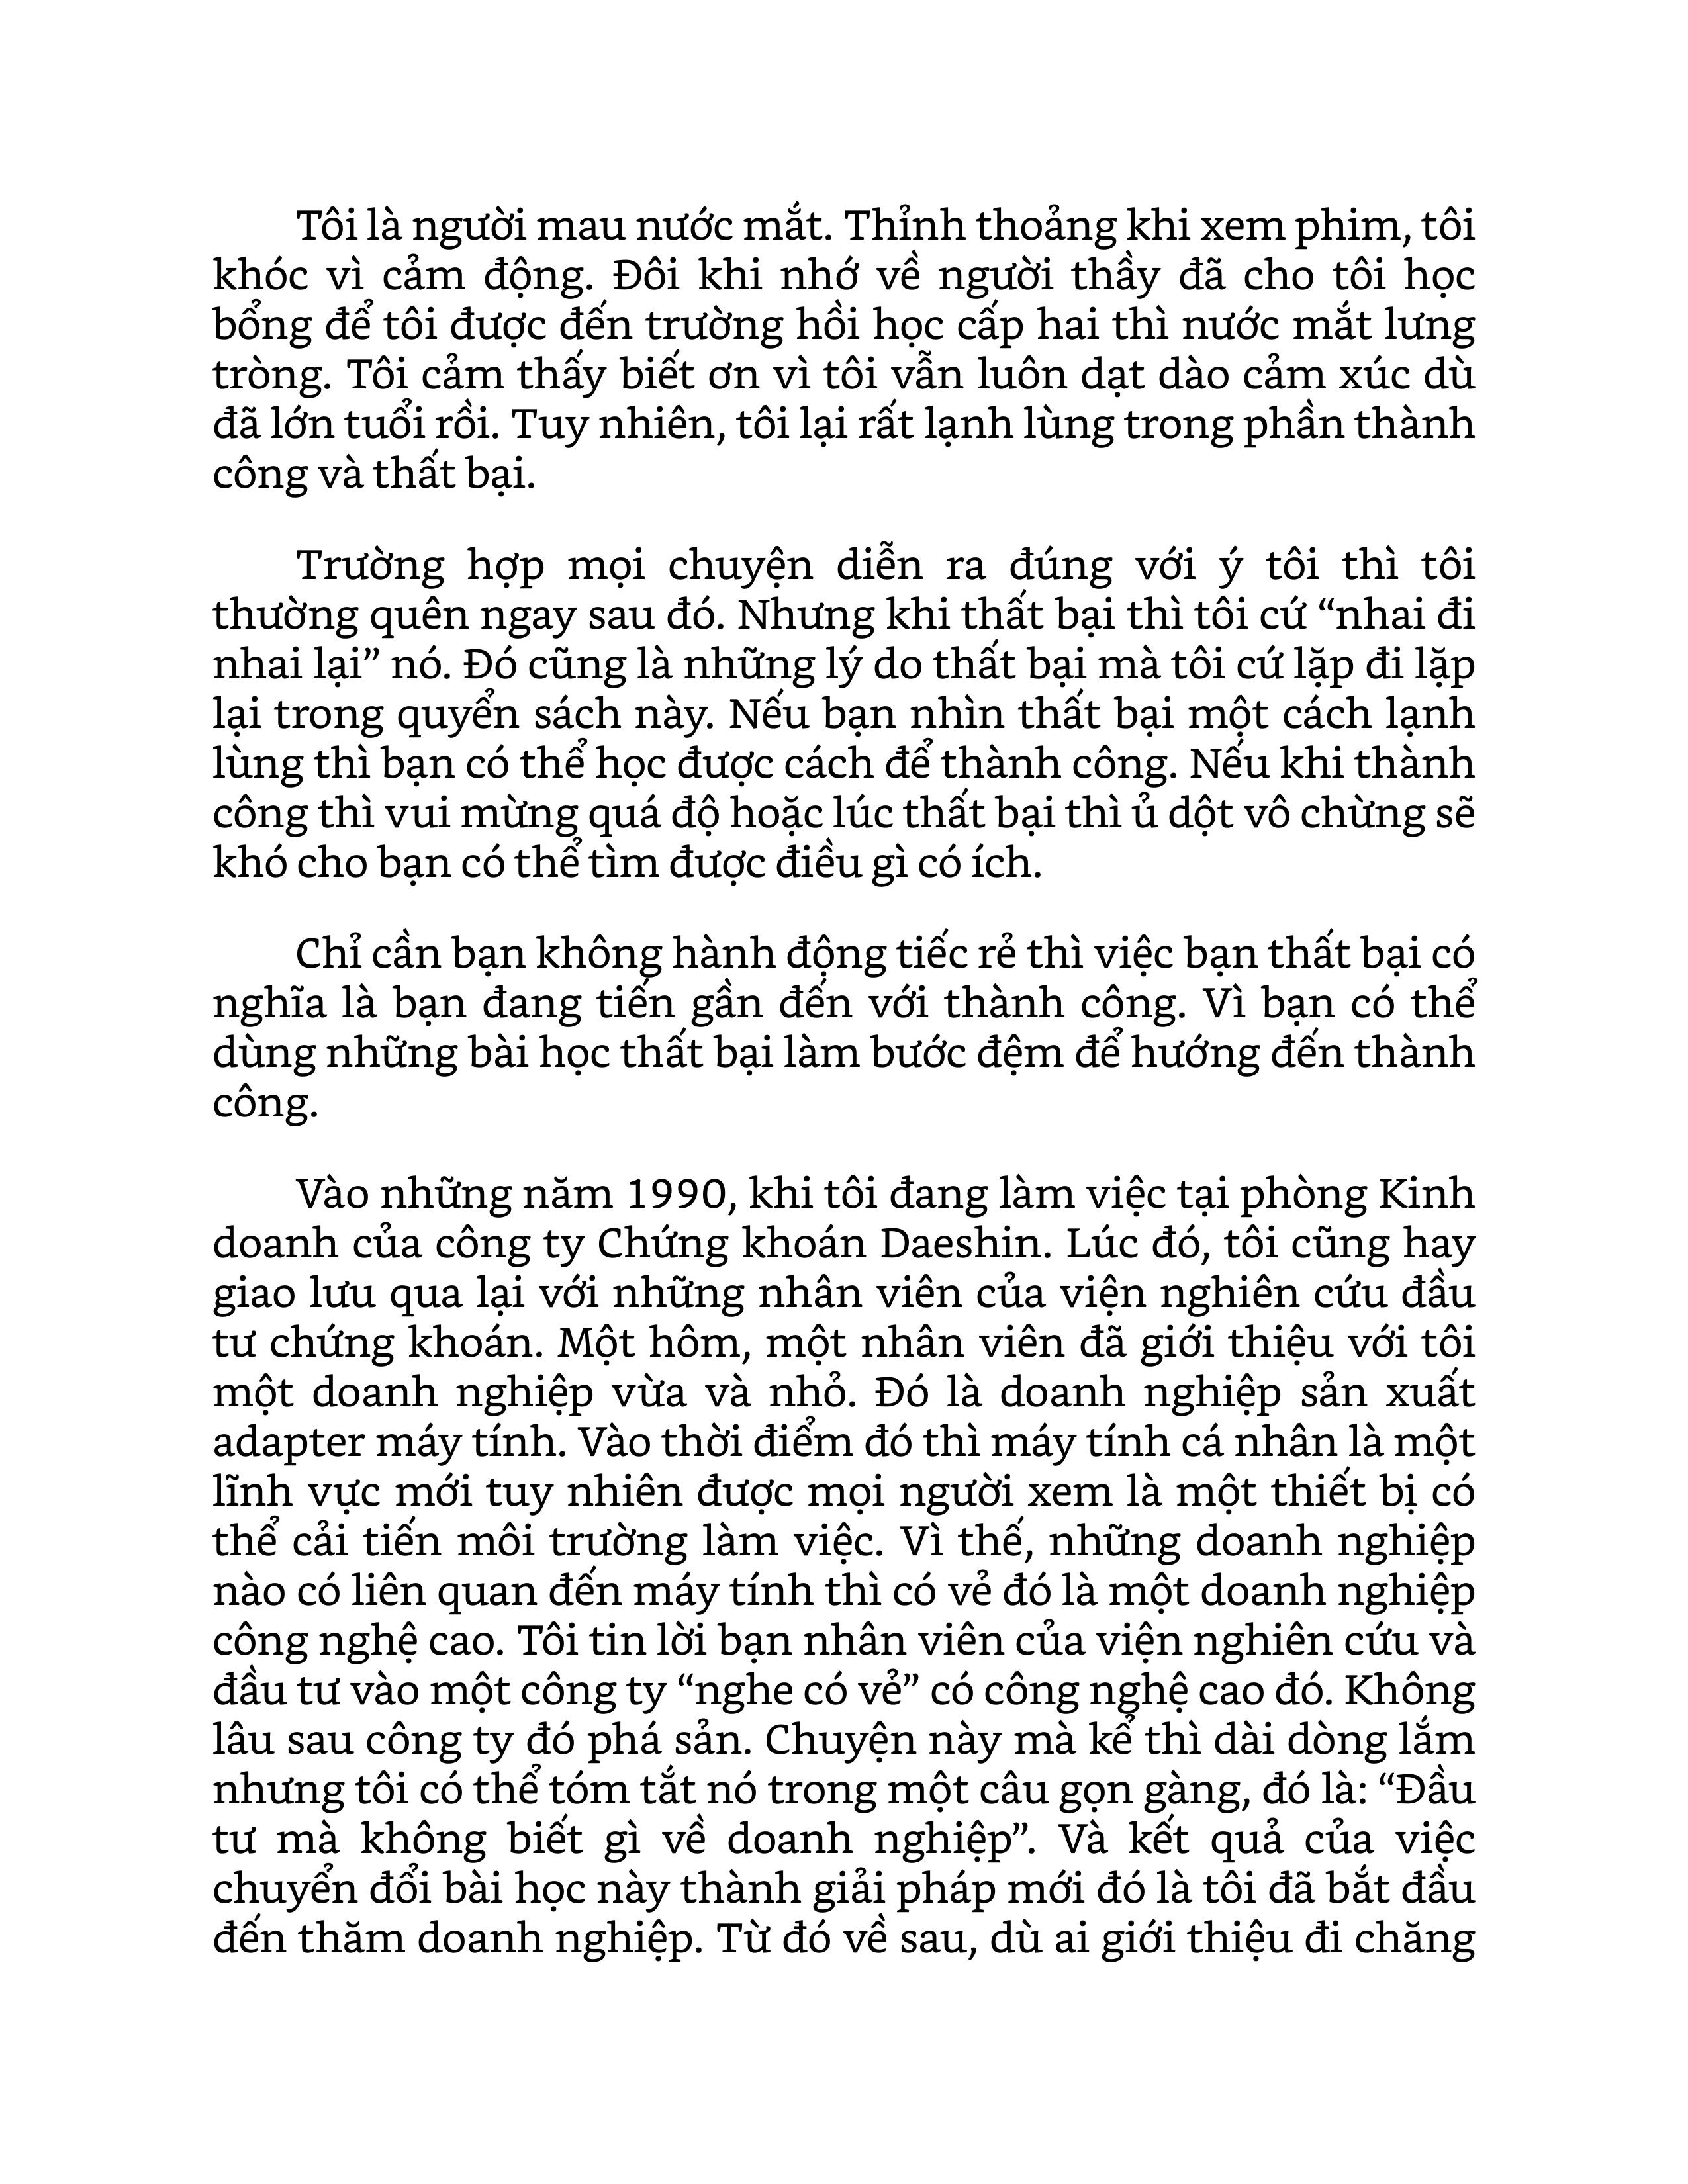 Tôi là người mau nước mắt. Thỉnh thoảng khi xem phim, tôi
khóc vì cảm động. Đôi khi nhớ về người thầy đã cho tôi học
bổng để tôi được đến trường hồi học cấp hai thì nước mắt lưng
tròng. Tôi cảm thấy biết ơn vì tôi vẫn luôn dạt dào cảm xúc dù
đã lớn tuổi rồi. Tuy nhiên, tôi lại rất lạnh lùng trong phần thành
công và thất bại.
Trường hợp mọi chuyện diễn ra đúng với ý tôi thì tôi
thường quên ngay sau đó. Nhưng khi thất bại thì tôi cứ “nhai đi
nhai lại” nó. Đó cũng là những lý do thất bại mà tôi cứ lặp đi lặp
lại trong quyển sách này. Nếu bạn nhìn thất bại một cách lạnh
lùng thì bạn có thể học được cách để thành công. Nếu khi thành
công thì vui mừng quá độ hoặc lúc thất bại thì ủ dột vô chừng sẽ
khó cho bạn có thể tìm được điều gì có ích.
Chỉ cần bạn không hành động tiếc rẻ thì việc bạn thất bại có
nghĩa là bạn đang tiến gần đến với thành công. Vì bạn có thể
dùng những bài học thất bại làm bước đệm để hướng đến thành
công.
Vào những năm 1990, khi tôi đang làm việc tại phòng Kinh
doanh của công ty Chứng khoán Daeshin. Lúc đó, tôi cũng hay
giao lưu qua lại với những nhân viên của viện nghiên cứu đầu
tư chứng khoán. Một hôm, một nhân viên đã giới thiệu với tôi
một doanh nghiệp vừa và nhỏ. Đó là doanh nghiệp sản xuất
adapter máy tính. Vào thời điểm đó thì máy tính cá nhân là một
lĩnh vực mới tuy nhiên được mọi người xem là một thiết bị có
thể cải tiến môi trường làm việc. Vì thế, những doanh nghiệp
nào có liên quan đến máy tính thì có vẻ đó là một doanh nghiệp
công nghệ cao. Tôi tin lời bạn nhân viên của viện nghiên cứu và
đầu tư vào một công ty “nghe có vẻ” có công nghệ cao đó. Không
lâu sau công ty đó phá sản. Chuyện này mà kể thì dài dòng lắm
nhưng tôi có thể tóm tắt nó trong một câu gọn gàng, đó là: “Đầu
tư mà không biết gì về doanh nghiệp”. Và kết quả của việc
chuyển đổi bài học này thành giải pháp mới đó là tôi đã bắt đầu
đến thăm doanh nghiệp. Từ đó về sau, dù ai giới thiệu đi chăng